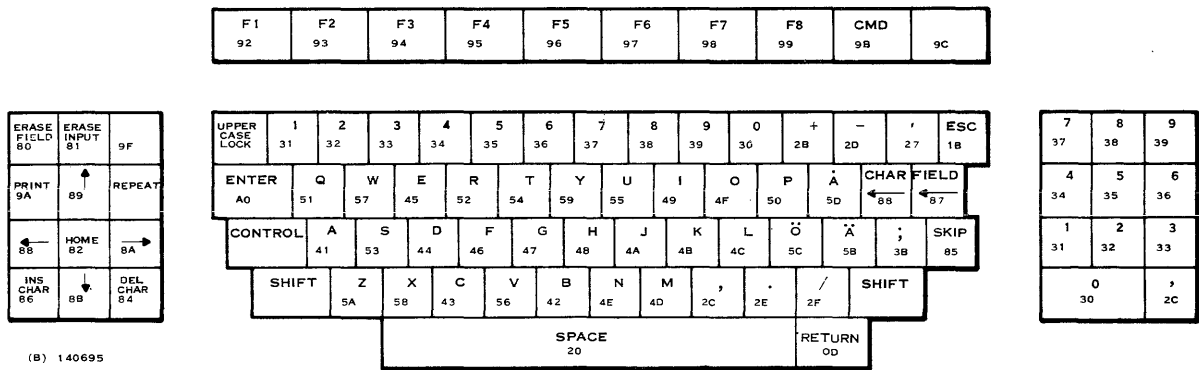 F1 F2 F3 F4 F5 F6 F7 F8 CMD
92 93 94 95 96 97 98 99 9B 9C
ERASE FIELD 80
ERASE INPUT 81
9F
PRINT 9A
89
REPEAT
88
HOME 82
8A
INS CHAR 86
8B
DEL CHAR 84
UPPER CASE LOCK
1 2 3 4 5 6 7 8 9 0 + - ' ESC
31 32 33 34 35 36 37 38 39 30 2B 2D 27 1B
ENTER Q W E R T Y U I O P Å CHAR FIELD
A0 51 57 45 52 54 59 55 49 4F 50 5D 88 87
CONTROL A S D F G H J K L Ö Ä ; SKIP
41 53 44 46 47 48 4A 4B 4C 5C 5B 3B 85
SHIFT Z X C V B N M , . / SHIFT
5A 58 43 56 42 4E 4D 2C 2E 2F
SPACE RETURN
20 0D
7 8 9
37 38 39
4 5 6
34 35 36
1 2 3
31 32 33
0 ,
30 2C
(B) 140695